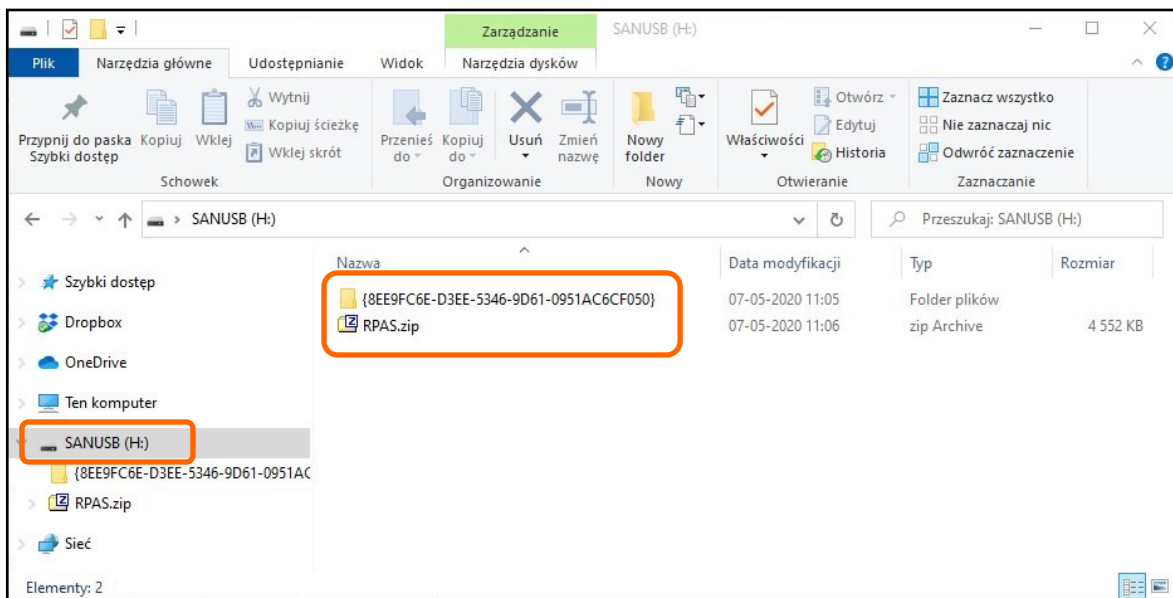 Zarządzanie SANUSB (H:)
Plik Narzędzia główne Udostępnianie Widok Narzędzia dysków
Przypnij do paska Szybki dostęp
Kopiuj
Wklej
Wytnij
Kopiuj ścieżkę
Wklej skrót
Schowek
Przenieś do
Kopiuj do
Usuń
Zmień nazwę
Organizowanie
Nowy folder
Nowy
Właściwości
Otwórz
Edytuj
Historia
Otwieranie
Zaznacz wszystko
Nie zaznaczaj nic
Odwróć zaznaczenie
Zaznaczanie
SANUSB (H:)
Przeszukaj: SANUSB (H:)
Szybki dostęp
Dropbox
OneDrive
Ten komputer
SANUSB (H:)
{8EE9FC6E-D3EE-5346-9D61-0951AC
RPAS.zip
Sieć
Nazwa Data modyfikacji Typ Rozmiar
{8EE9FC6E-D3EE-5346-9D61-0951AC6CF050} 07-05-2020 11:05 Folder plików
RPAS.zip 07-05-2020 11:06 zip Archive 4 552 KB
Elementy: 2